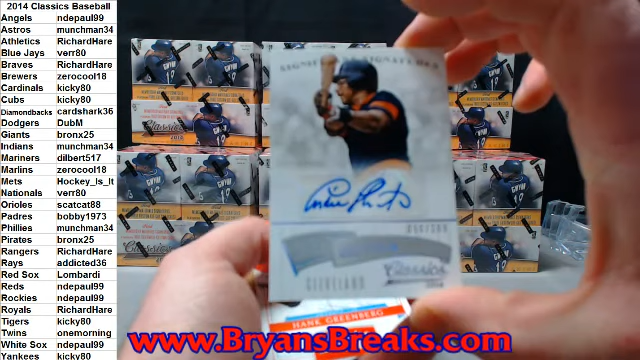 2014 Classics Baseball
Angels ndepaul99
Astros munchman34
Athletics RichardHare
Blue Jays verr80
Braves RichardHare
Brewers zerocool18
Cardinals kicky80
Cubs kicky80
Diamondbacks cardshark36
Dodgers DubM
Giants bronx25
Indians munchman34
Mariners dilbert517
Marlins zerocool18
Mets Hockey_Is_It
Nationals verr80
Orioles scatcat88
Padres bobby1973
Phillies munchman34
Pirates bronx25
Rangers RichardHare
Rays addicted36
Red Sox Lombardi
Reds ndepaul99
Rockies ndepaul99
Royals RichardHare
Tigers kicky80
Twins onemorning
White Sox ndepaul99
Yankees kicky80
CLEVELAND
Classics
HANK GREENBERG
www.BryansBreaks.com